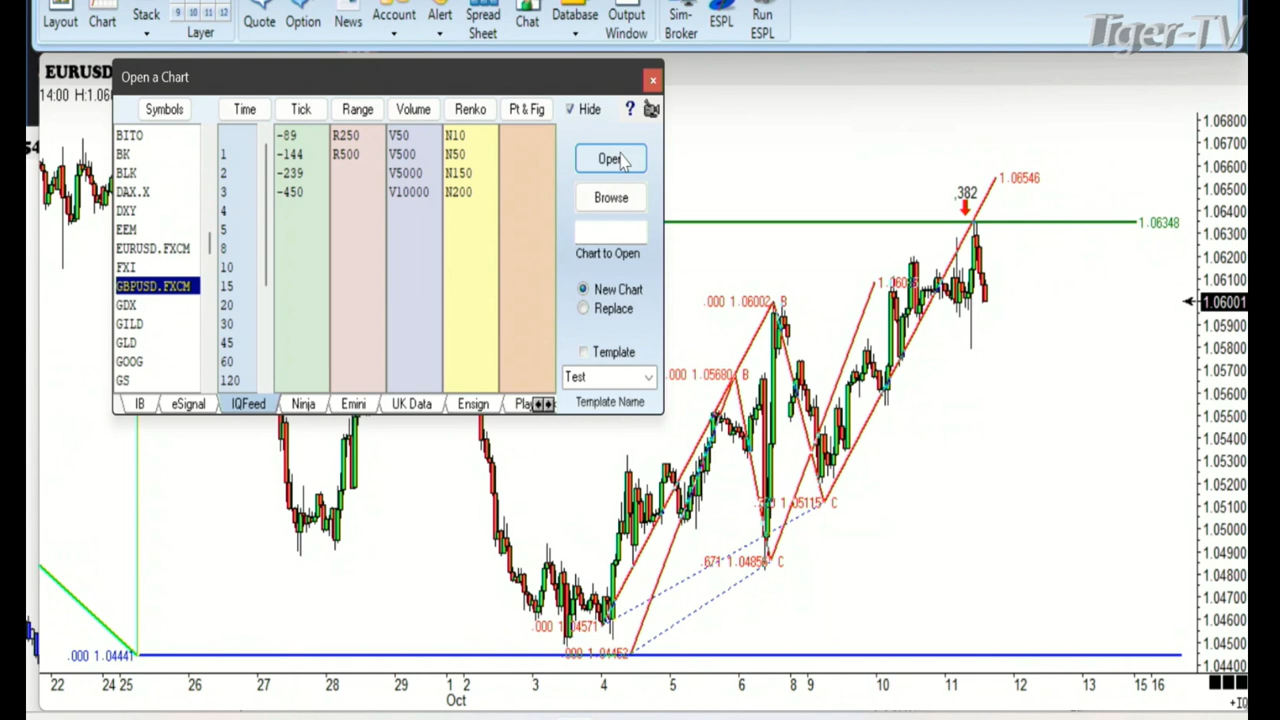 Layout Chart Stack 9 10 11 12 Layer Quote Option News Account Alert Spread Sheet Chat Database Output Window Sim-Broker ESPL Run ESPL
Tiger-TV
EURUSD
14:00 H:1.06
Open a Chart
Symbols Time Tick Range Volume Renko Pt & Fig Hide ?
BITO -89 R250 V50 N10
BK 1 -144 R500 V500 N50 Open
BLK 2 -239 V5000 N150
DAX.X 3 -450 V10000 N200 Browse
DXY 4
EEM 5
EURUSD.FXCM 8 Chart to Open
FXI 10
GBPUSD.FXCM 15 New Chart
GDX 20 Replace
GILD 30
GLD 45
GOOG 60 Template
GS 120 Test
IB eSignal IQFeed Ninja Emini UK Data Ensign Template Name
.382
1.06546
1.06348
.000 1.06002 B
.000 1.05680 B
1.05115 C
.671 1.04856 C
.000 1.04571
.000 1.04452
.000 1.04441
1.06800
1.06700
1.06600
1.06500
1.06400
1.06300
1.06200
1.06100
1.06001
1.05900
1.05800
1.05700
1.05600
1.05500
1.05400
1.05300
1.05200
1.05100
1.05000
1.04900
1.04800
1.04700
1.04600
1.04500
1.04400
22 24 25 26 27 28 29 1 2 3 4 5 6 7 8 9 10 11 12 13 15 16
Oct
+IQ